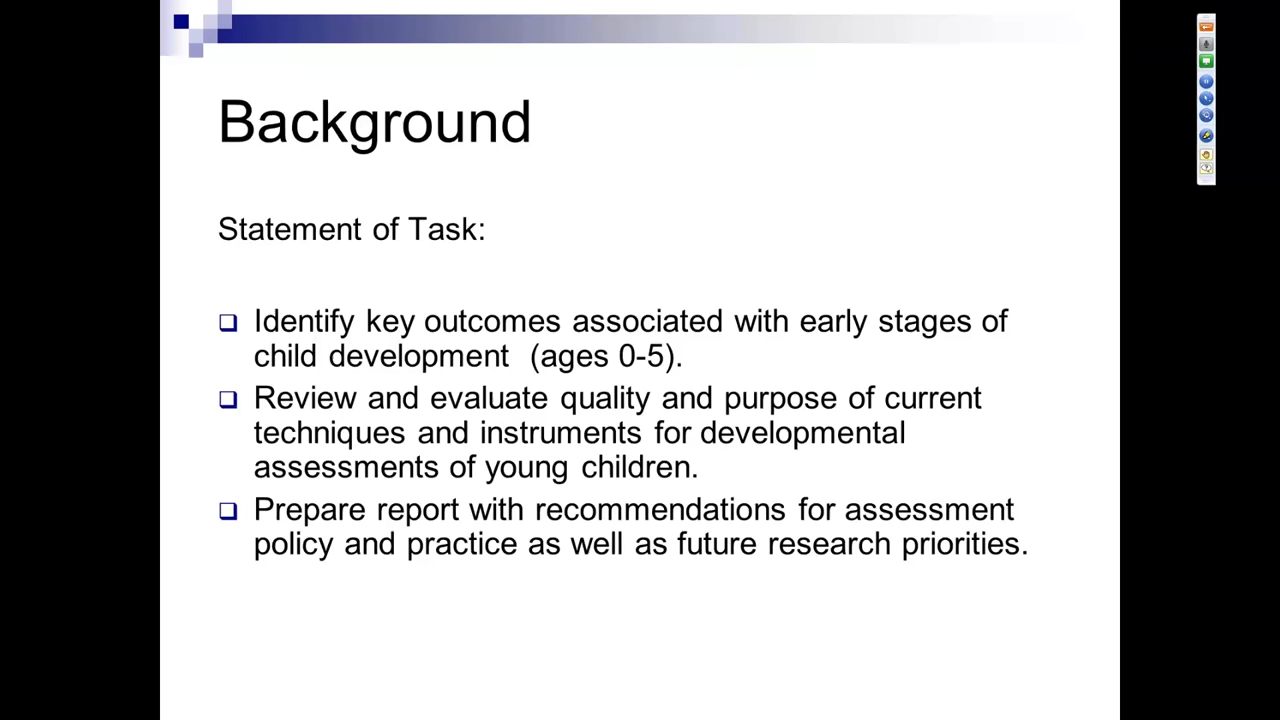 Background
Statement of Task:
Identify key outcomes associated with early stages of
child development (ages 0-5).
Review and evaluate quality and purpose of current
techniques and instruments for developmental
assessments of young children.
Prepare report with recommendations for assessment
policy and practice as well as future research priorities.